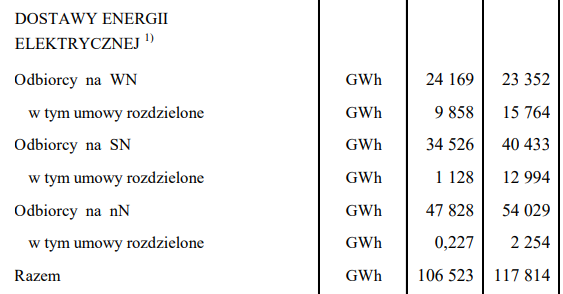 DOSTAWY ENERGII
ELEKTRYCZNEJ 1)
Odbiorcy na WN GWh 24 169 23 352
w tym umowy rozdzielone GWh 9 858 15 764
Odbiorcy na SN GWh 34 526 40 433
w tym umowy rozdzielone GWh 1 128 12 994
Odbiorcy na nN GWh 47 828 54 029
w tym umowy rozdzielone GWh 0,227 2 254
Razem GWh 106 523 117 814